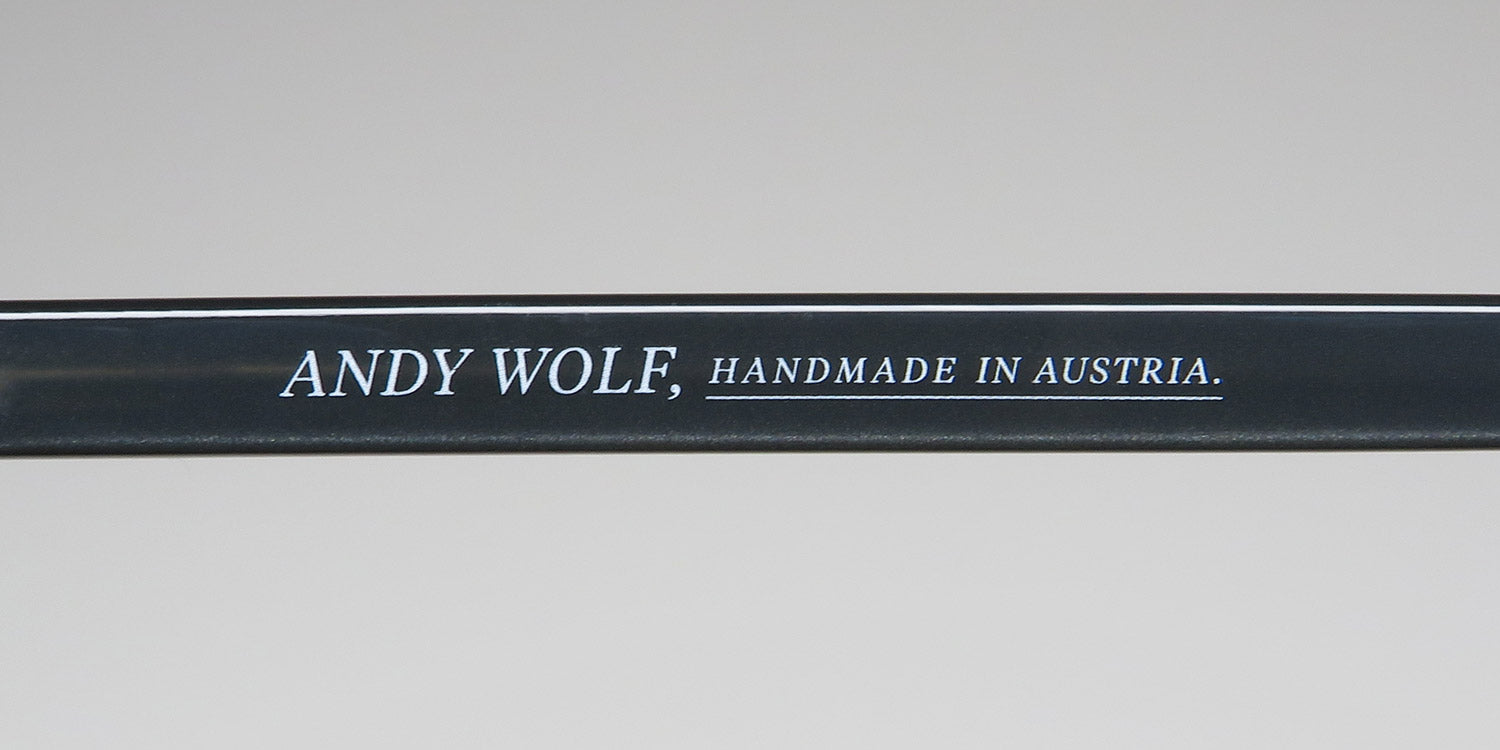 ANDY WOLF, HANDMADE IN AUSTRIA.